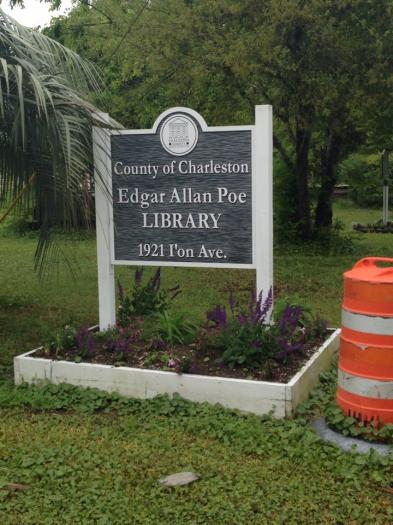 County of Charleston
Edgar Allan Poe
LIBRARY
1921 I'on Ave.